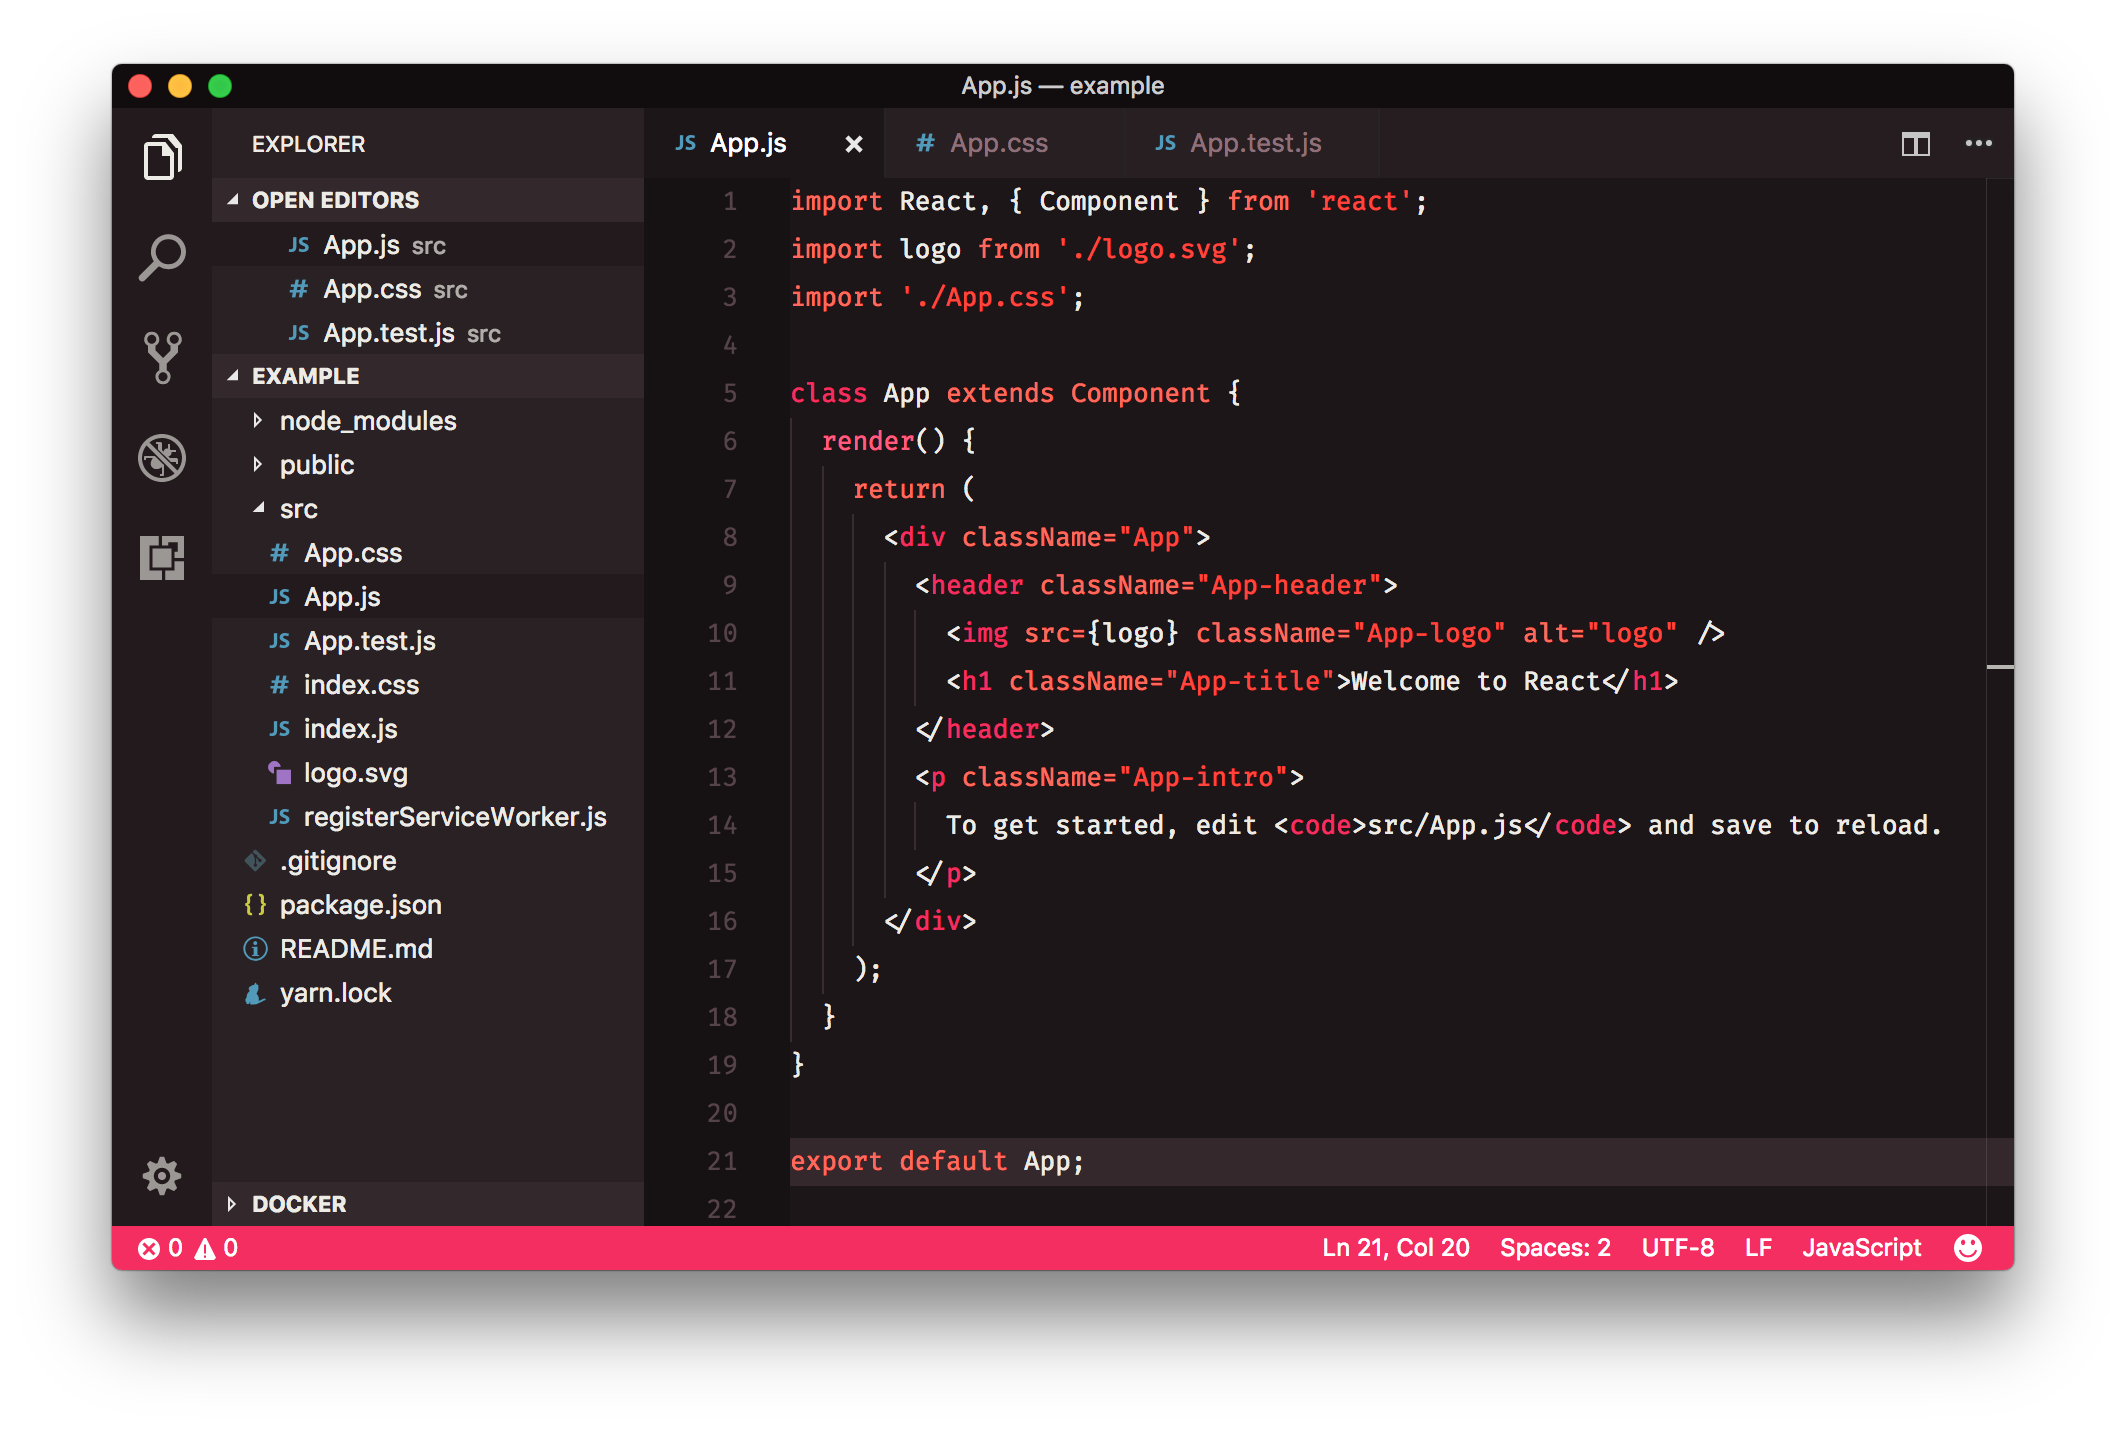 App.js — example
EXPLORER
OPEN EDITORS
JS App.js src
# App.css src
JS App.test.js src
EXAMPLE
node_modules
public
src
# App.css
JS App.js
JS App.test.js
# index.css
JS index.js
logo.svg
JS registerServiceWorker.js
.gitignore
{} package.json
README.md
yarn.lock
DOCKER
JS App.js
# App.css
JS App.test.js
1 import React, { Component } from 'react';
2 import logo from './logo.svg';
3 import './App.css';
4
5 class App extends Component {
6 render() {
7 return (
8 <div className="App">
9 <header className="App-header">
10 <img src={logo} className="App-logo" alt="logo" />
11 <h1 className="App-title">Welcome to React</h1>
12 </header>
13 <p className="App-intro">
14 To get started, edit <code>src/App.js</code> and save to reload.
15 </p>
16 </div>
17 );
18 }
19 }
20
21 export default App;
22
0 0
Ln 21, Col 20 Spaces: 2 UTF-8 LF JavaScript